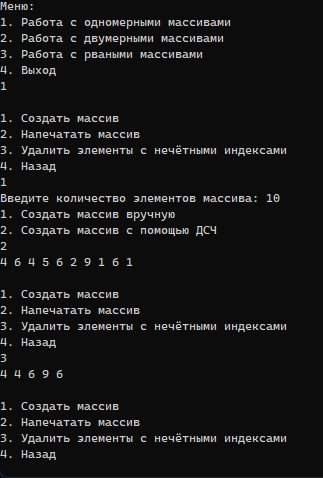 Меню:
1. Работа с одномерными массивами
2. Работа с двумерными массивами
3. Работа с рваными массивами
4. Выход
1
1. Создать массив
2. Напечатать массив
3. Удалить элементы с нечётными индексами
4. Назад
1
Введите количество элементов массива: 10
1. Создать массив вручную
2. Создать массив с помощью ДСЧ
2
4 6 4 5 6 2 9 1 6 1
1. Создать массив
2. Напечатать массив
3. Удалить элементы с нечётными индексами
4. Назад
3
4 4 6 9 6
1. Создать массив
2. Напечатать массив
3. Удалить элементы с нечётными индексами
4. Назад